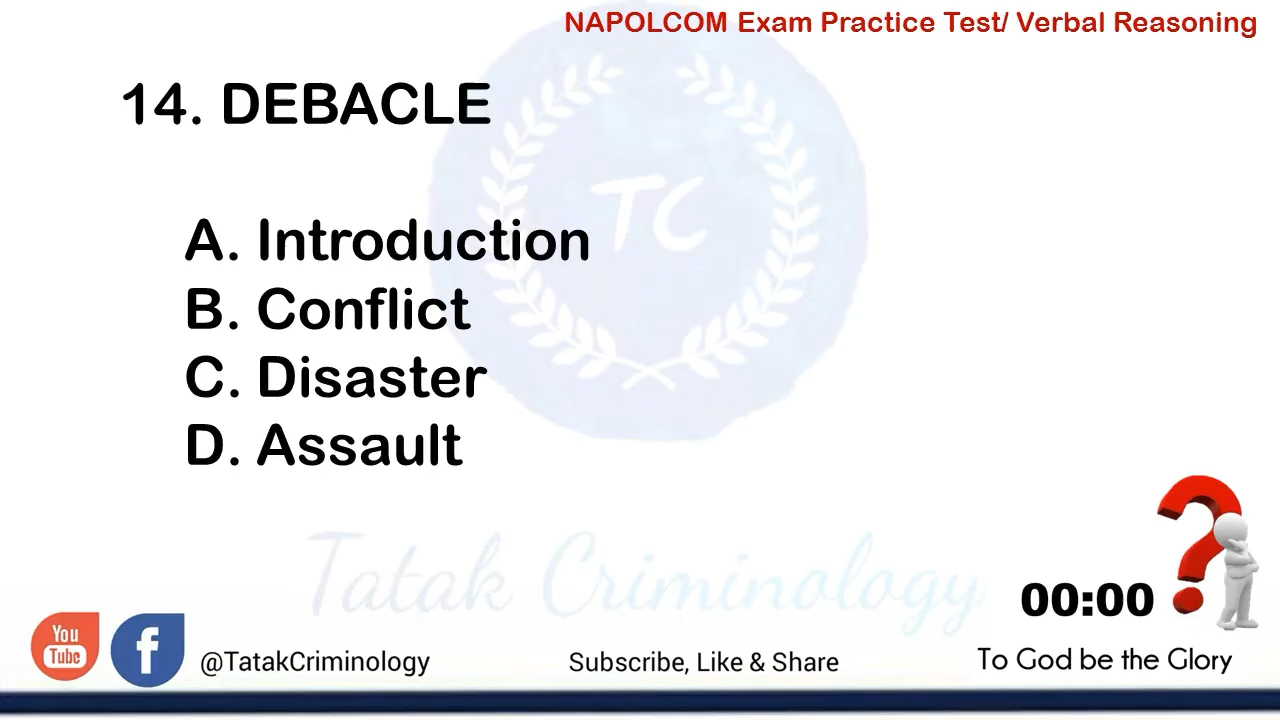 NAPOLCOM Exam Practice Test/ Verbal Reasoning
14. DEBACLE
A. Introduction
B. Conflict
C. Disaster
D. Assault
TC
Tatak Criminology
00:00
You
Tube
f
@TatakCriminology
Subscribe, Like & Share
To God be the Glory